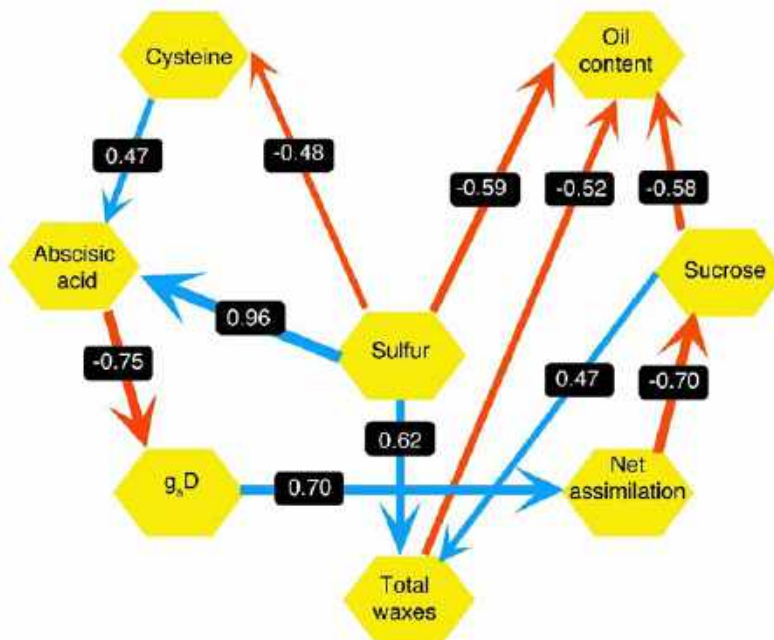 Cysteine
Oil
content
0.47
-0.48
-0.59
-0.52
-0.58
Abscisic
acid
Sucrose
0.96
Sulfur
-0.75
0.47
-0.70
0.62
gₛD
0.70
Net
assimilation
Total
waxes